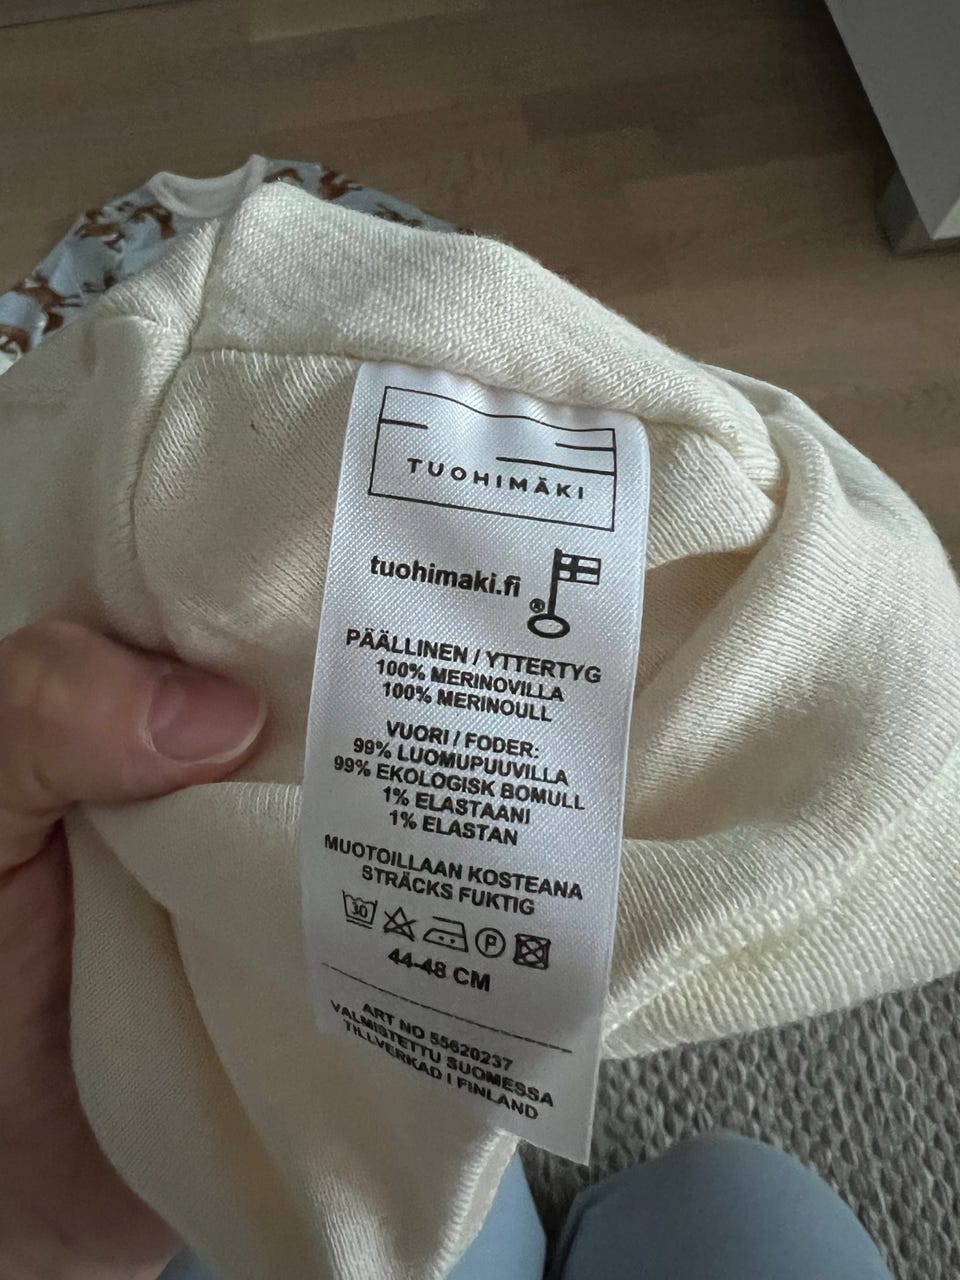 TUOHIMÄKI
tuohimaki.fi
®
PÄÄLLINEN / YTTERTYG
100% MERINOVILLA
100% MERINOULL
VUORI / FODER:
99% LUOMUPUUVILLA
99% EKOLOGISK BOMULL
1% ELASTAANI
1% ELASTAN
MUOTOILLAAN KOSTEANA
STRÄCKS FUKTIG
30 P
44-48 CM
ART NO 55620237
VALMISTETTU SUOMESSA
TILLVERKAD I FINLAND